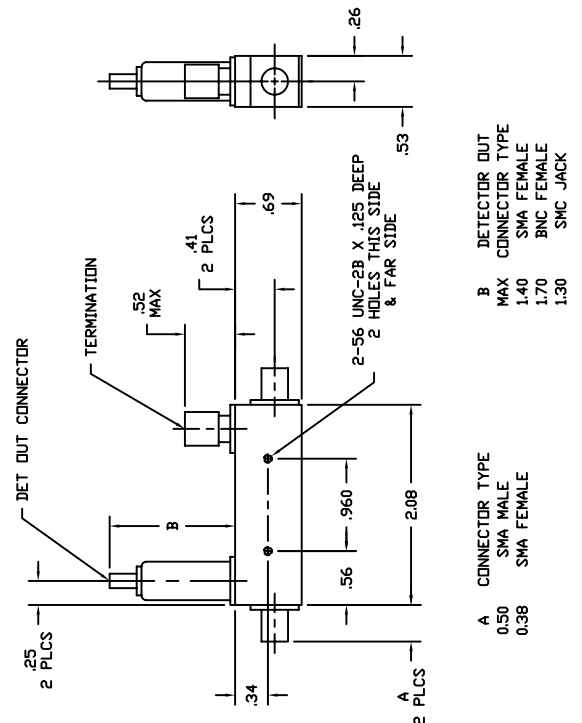 DET OUT CONNECTOR
TERMINATION
.25
2 PLCS
B
.52
MAX
.41
2 PLCS
.69
.26
.53
2-56 UNC-2B X .125 DEEP
2 HOLES THIS SIDE
& FAR SIDE
.34
.56
.960
2.08
A
2 PLCS
A CONNECTOR TYPE
0.50 SMA MALE
0.38 SMA FEMALE
B DETECTOR OUT
MAX CONNECTOR TYPE
1.40 SMA FEMALE
1.70 BNC FEMALE
1.30 SMC JACK